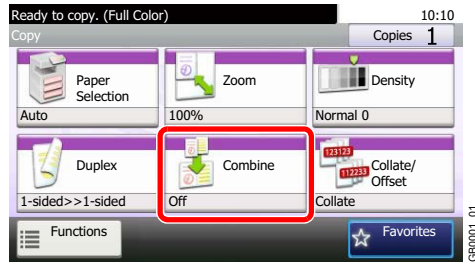 Ready to copy. (Full Color)
10:10
Copy
Copies 1
Paper
Selection
Auto
Zoom
100%
Density
Normal 0
Duplex
1-sided>>1-sided
Combine
Off
123123
112233
Collate/
Offset
Collate
Functions
Favorites
GB0001_01